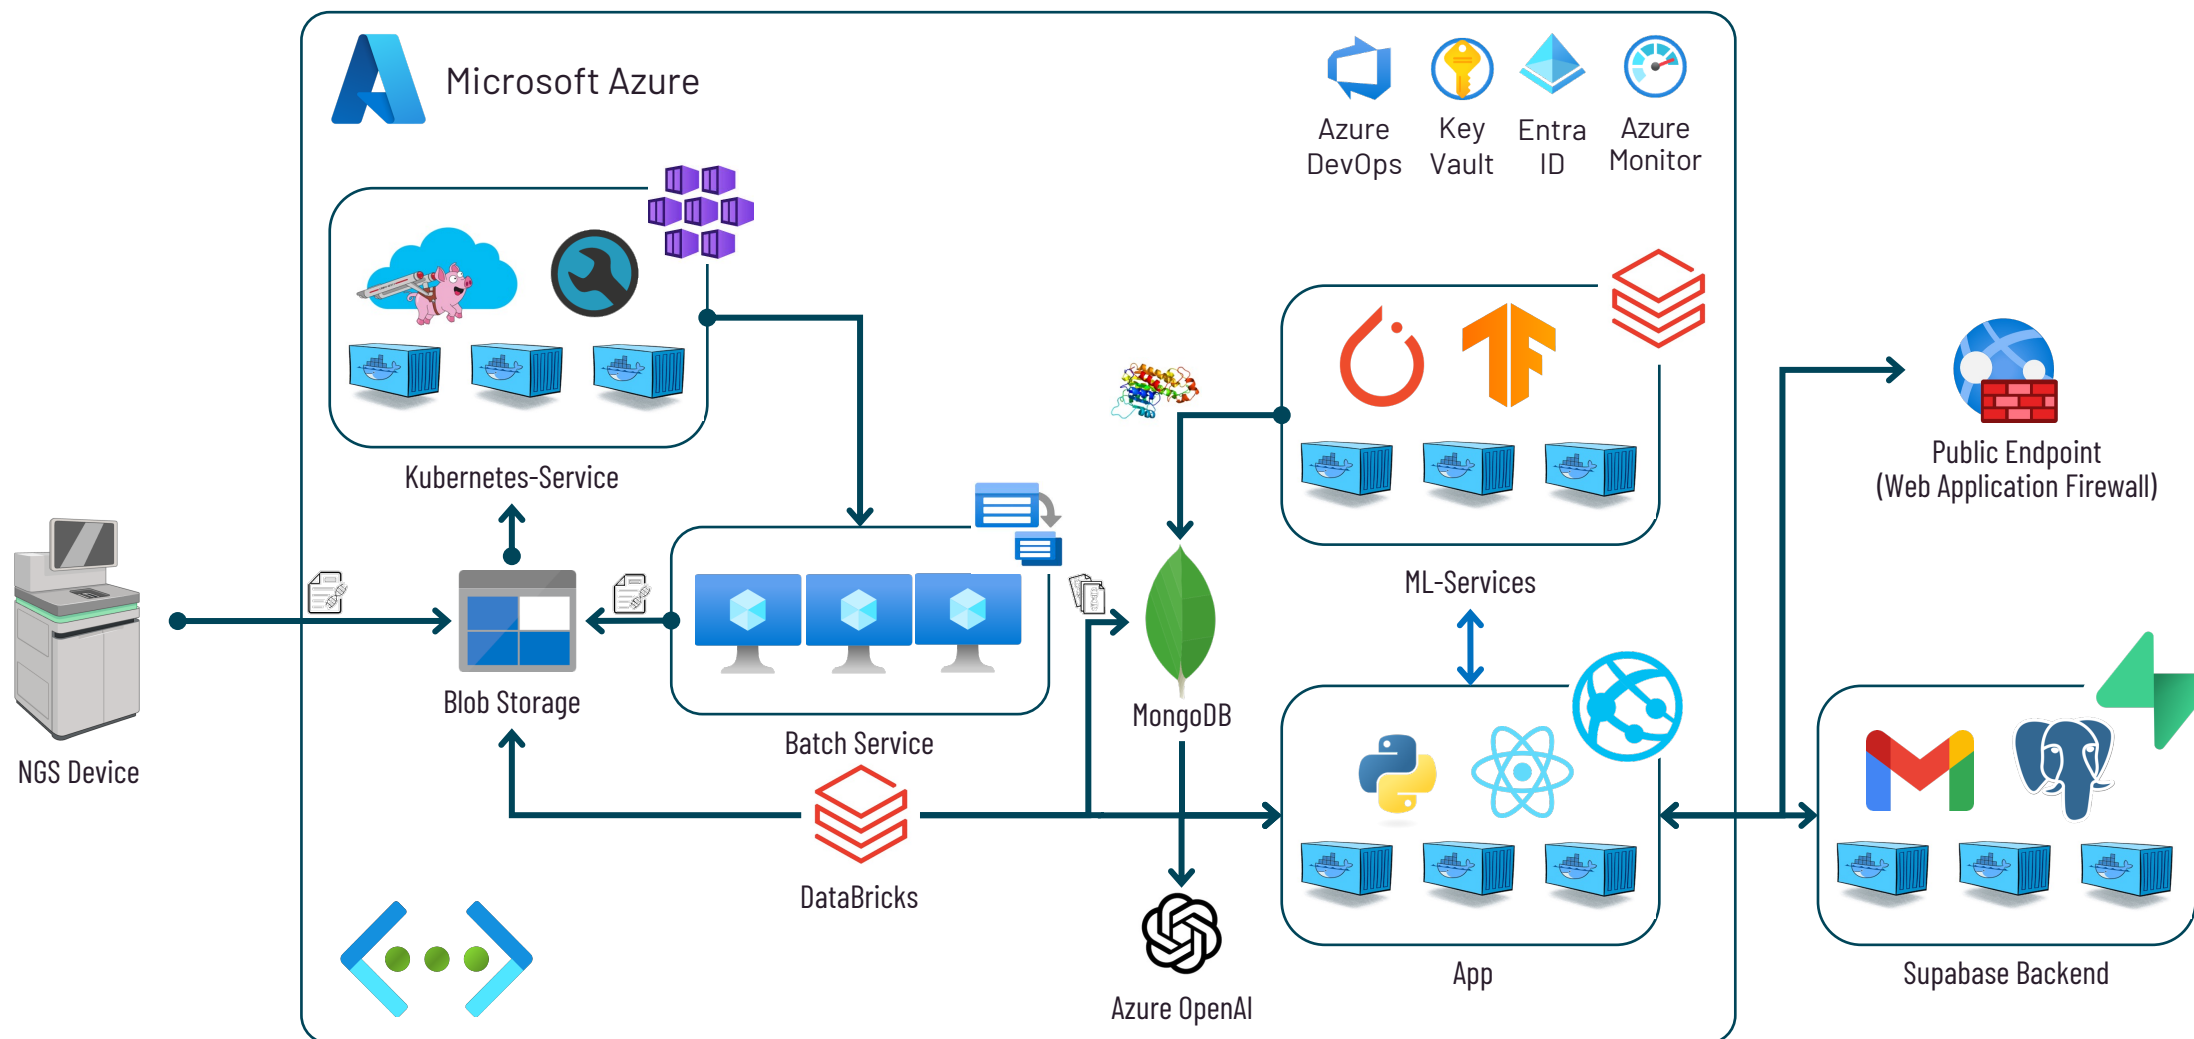 Microsoft Azure
Azure
DevOps
Key
Vault
Entra
ID
Azure
Monitor
Kubernetes-Service
Public Endpoint
(Web Application Firewall)
ML-Services
Blob Storage
MongoDB
Batch Service
NGS Device
DataBricks
App
Supabase Backend
Azure OpenAI